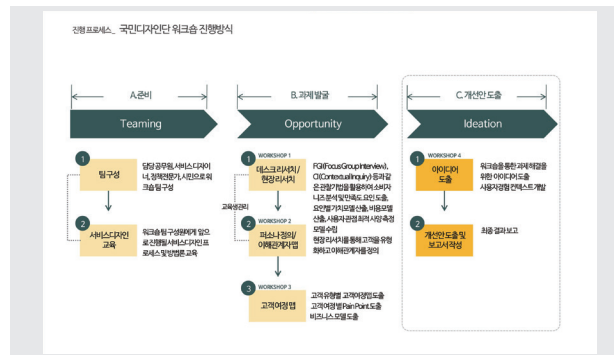 진행 프로세스_ 국민디자인단 워크숍 진행방식
A.준비
B. 과제 발굴
C. 개선안 도출
Teaming
Opportunity
Ideation
1
팀 구성
담당 공무원, 서비스디자이
너, 정책전문가, 시민으로 워
크숍 팀 구성
2
서비스디자인
교육
워크숍 팀 구성원에게 앞으
로 진행될 서비스디자인 프
로세스 및 방법론 교육
교육생관리
WORKSHOP 1
1
데스크리서치/
현장리서치
FGI(Focus Group Interview),
CI(Contextual Inquiry) 등과 같
은 관찰기법을 활용하여 소비자
니즈 분석 및 만족도 요인 도출,
요인별 가치모델 산출, 비용모델
산출, 사용자 관점 최적 사양 측정
모델 수립
현장 리서치를 통해 고객을 유형
화하고 이해관계자를 정의
WORKSHOP 2
2
퍼소나 정의/
이해관계자맵
WORKSHOP 3
3
고객여정 맵
고객 유형별 고객여정맵 도출
고객여정별 Pain Point 도출
비즈니스 모델 도출
WORKSHOP 4
1
아이디어
도출
워크숍을 통한 과제해결을
위한 아이디어 도출
사용자경험 컨텍스트 개발
2
개선안 도출 및
보고서 작성
최종 결과 보고